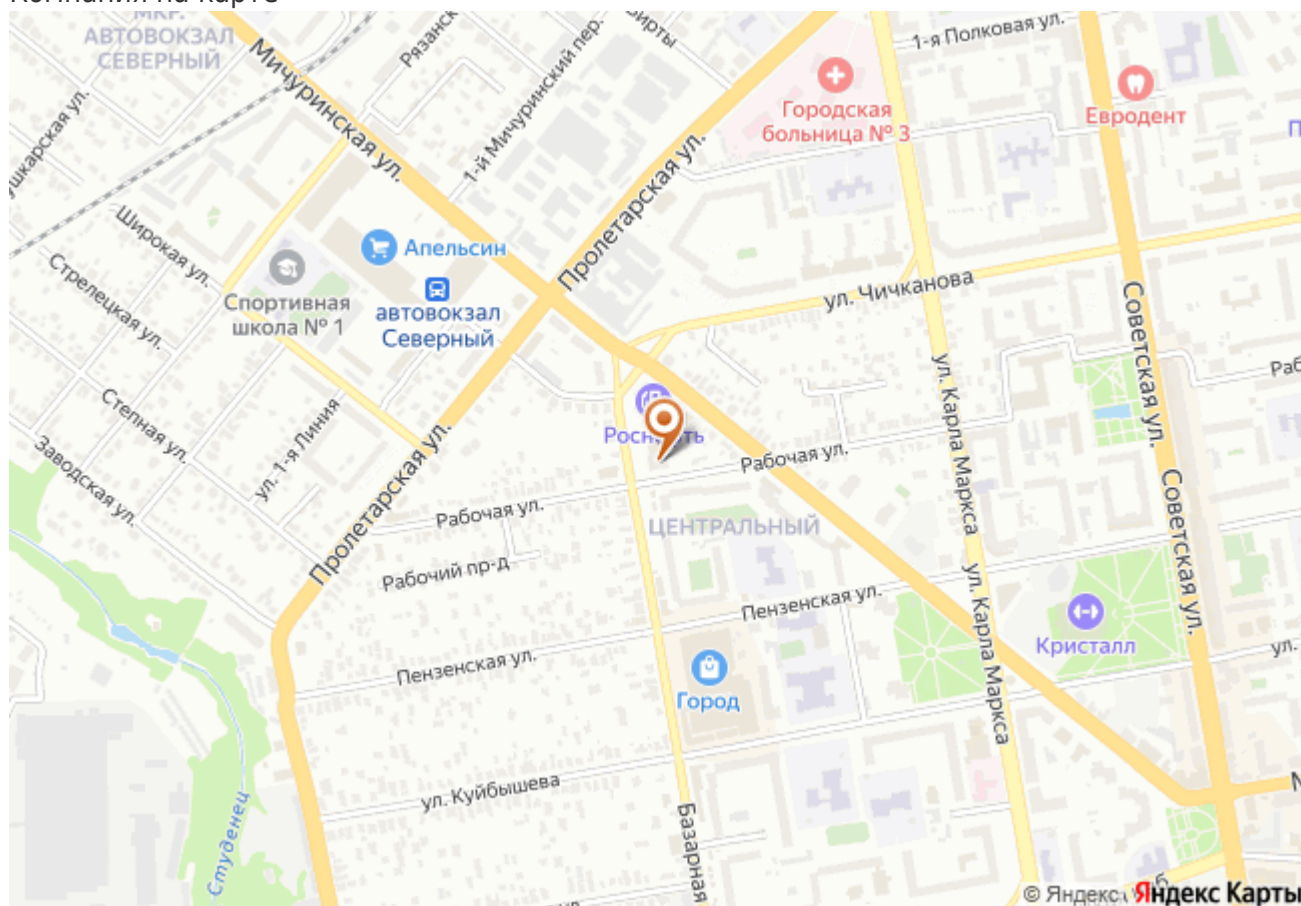 Компания на карте
МКР.
АВТОВОКЗАЛ
СЕВЕРНЫЙ
Мичуринская ул.
1-й Мичуринский пер.
1-я Полковая ул.
Городская
больница № 3
Евродент
Широкая ул.
Апельсин
Пролетарская ул.
Стрелецкая ул.
Спортивная
школа № 1
автовокзал
Северный
ул. Чичканова
Советская ул.
Степная ул.
ул. 1-я Линия
Заводская ул.
Пролетарская ул.
ул. Карла Маркса
Рабочая ул.
Рабочая ул.
ЦЕНТРАЛЬНЫЙ
Советская ул.
Рабочий пр-д
Пензенская ул.
ул. Карла Маркса
Кристалл
Пензенская ул.
Город
ул.
ул. Куйбышева
Студенец
Базарная
© Яндекс
Яндекс Карты